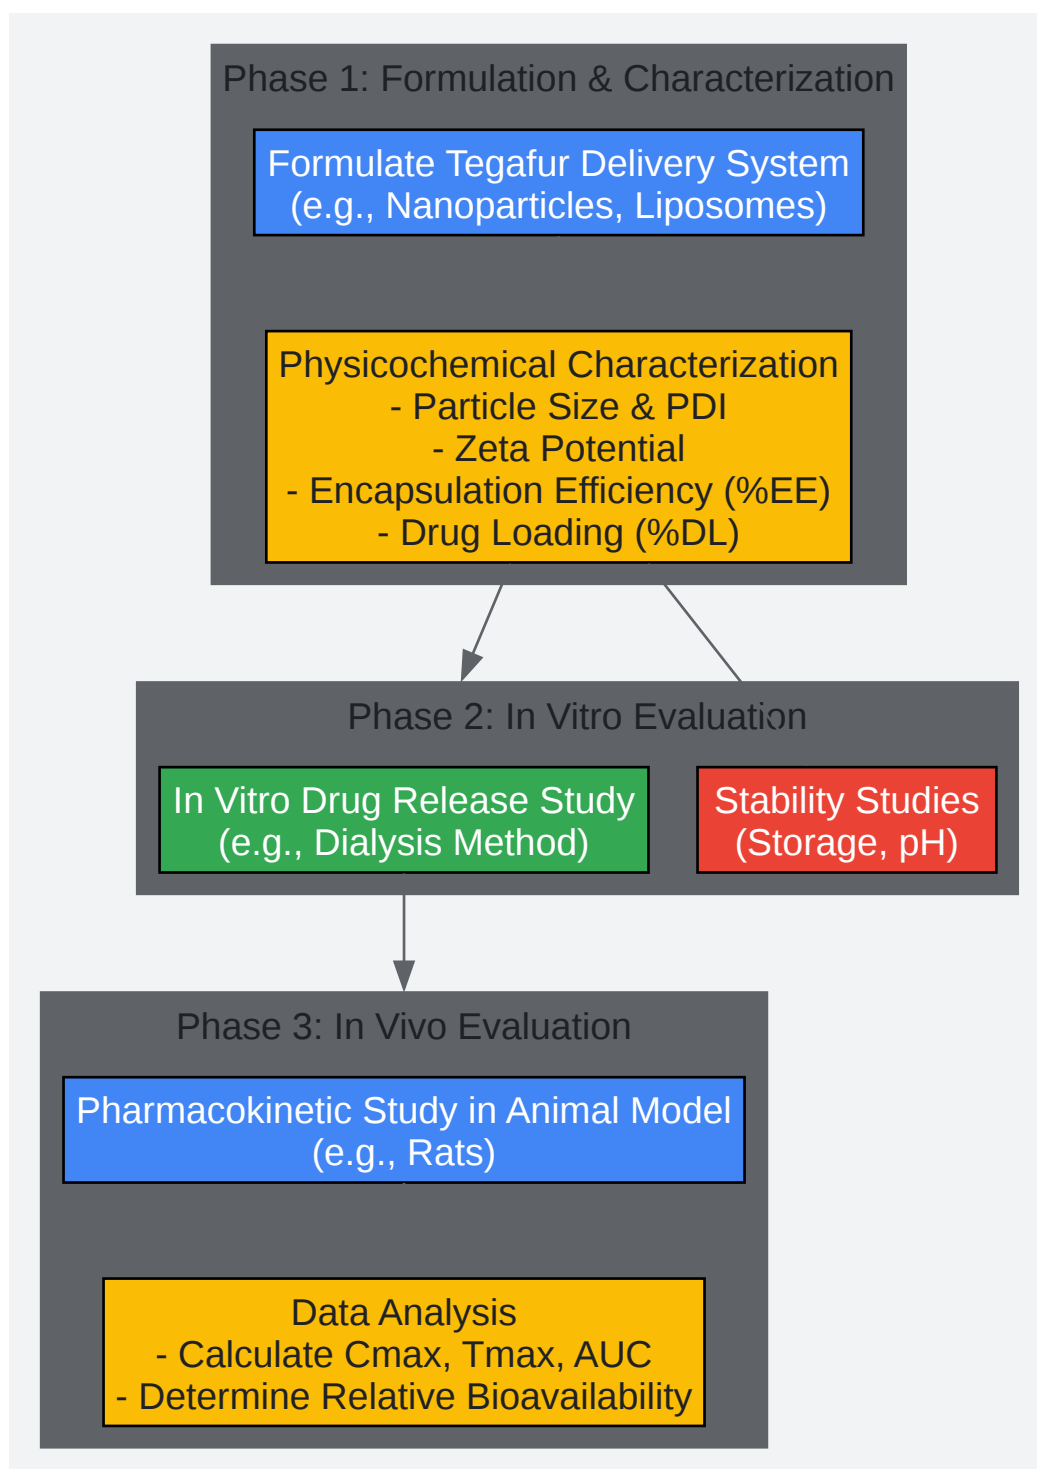 Phase 1: Formulation & Characterization
Formulate Tegafur Delivery System
(e.g., Nanoparticles, Liposomes)
Physicochemical Characterization
- Particle Size & PDI
- Zeta Potential
- Encapsulation Efficiency (%EE)
- Drug Loading (%DL)
Phase 2: In Vitro Evaluation
In Vitro Drug Release Study
(e.g., Dialysis Method)
Stability Studies
(Storage, pH)
Phase 3: In Vivo Evaluation
Pharmacokinetic Study in Animal Model
(e.g., Rats)
Data Analysis
- Calculate Cmax, Tmax, AUC
- Determine Relative Bioavailability